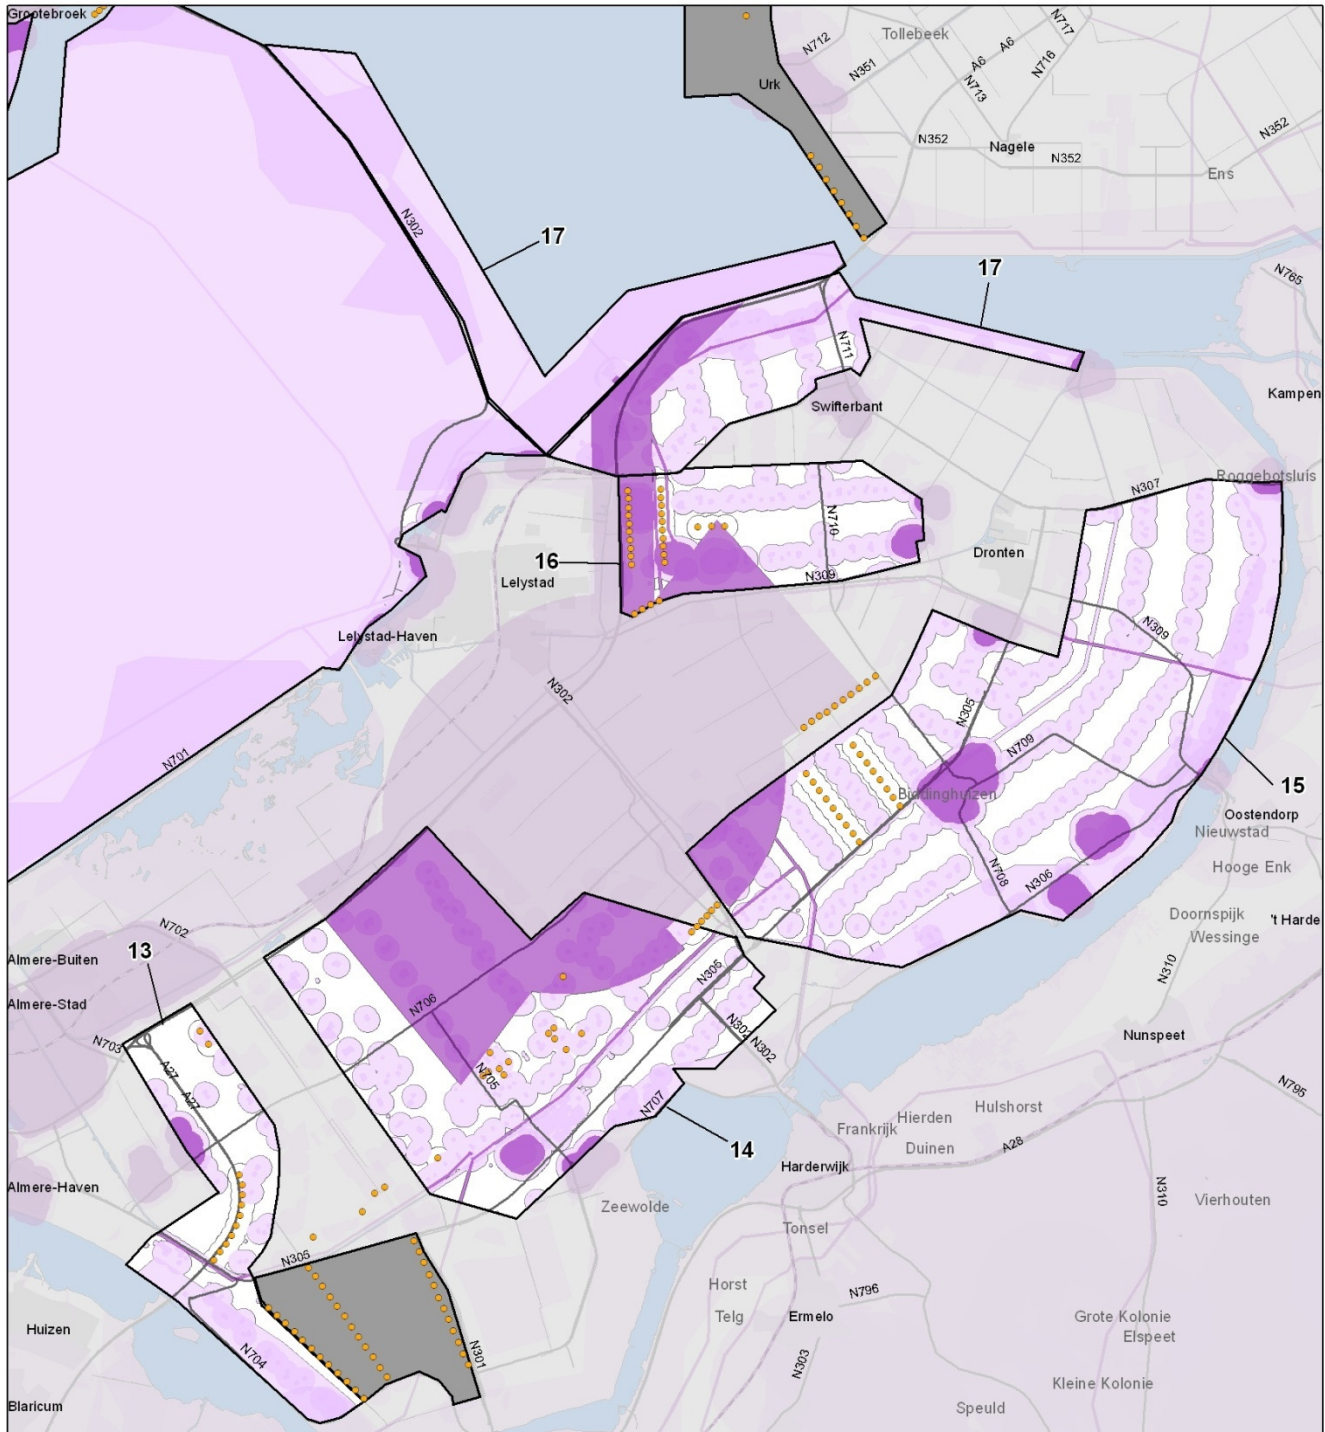 Grootebroek
N717
N712
Tollebeek
A6
A6
N716
N351
N713
Urk
N352
N352
Nagele
N352
Ens
N302
17
17
N765
N711
Kampen
Swifterbant
Roggebotsluis
N307
N710
16
Dronten
Lelystad
N309
N309
Lelystad-Haven
N302
N305
N709
N701
15
Biddinghuizen
Oostendorp
Nieuwstad
Hooge Enk
N708
N306
Doornspijk
't Harde
Wessinge
N702
13
Almere-Buiten
N310
N305
Almere-Stad
N706
N302
N302
Nunspeet
N703
A27
A27
N705
N795
N707
Hulshorst
Hierden
Frankrijk
Duinen
A28
14
Harderwijk
Almere-Haven
N310
Vierhouten
Zeewolde
Tonsel
N305
Horst
N796
Telg
Ermelo
Grote Kolonie
Elspeet
Huizen
N704
N301
N303
Kleine Kolonie
Blaricum
Speuld